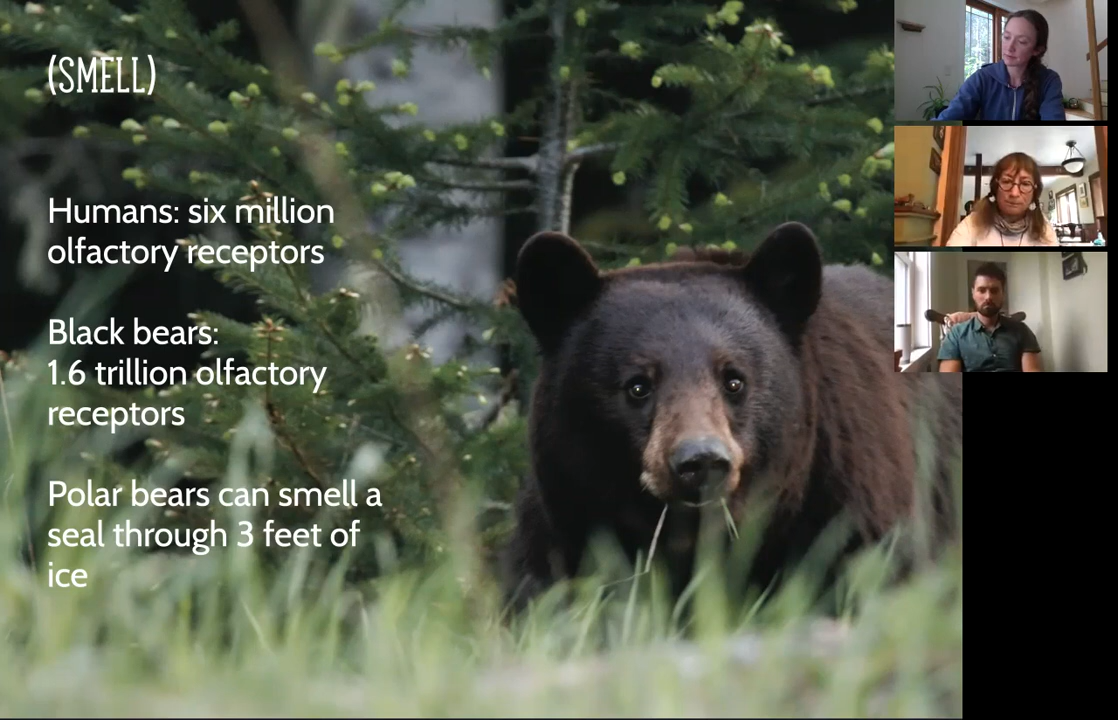 (SMELL)
Humans: six million
olfactory receptors
Black bears:
1.6 trillion olfactory
receptors
Polar bears can smell a
seal through 3 feet of
ice